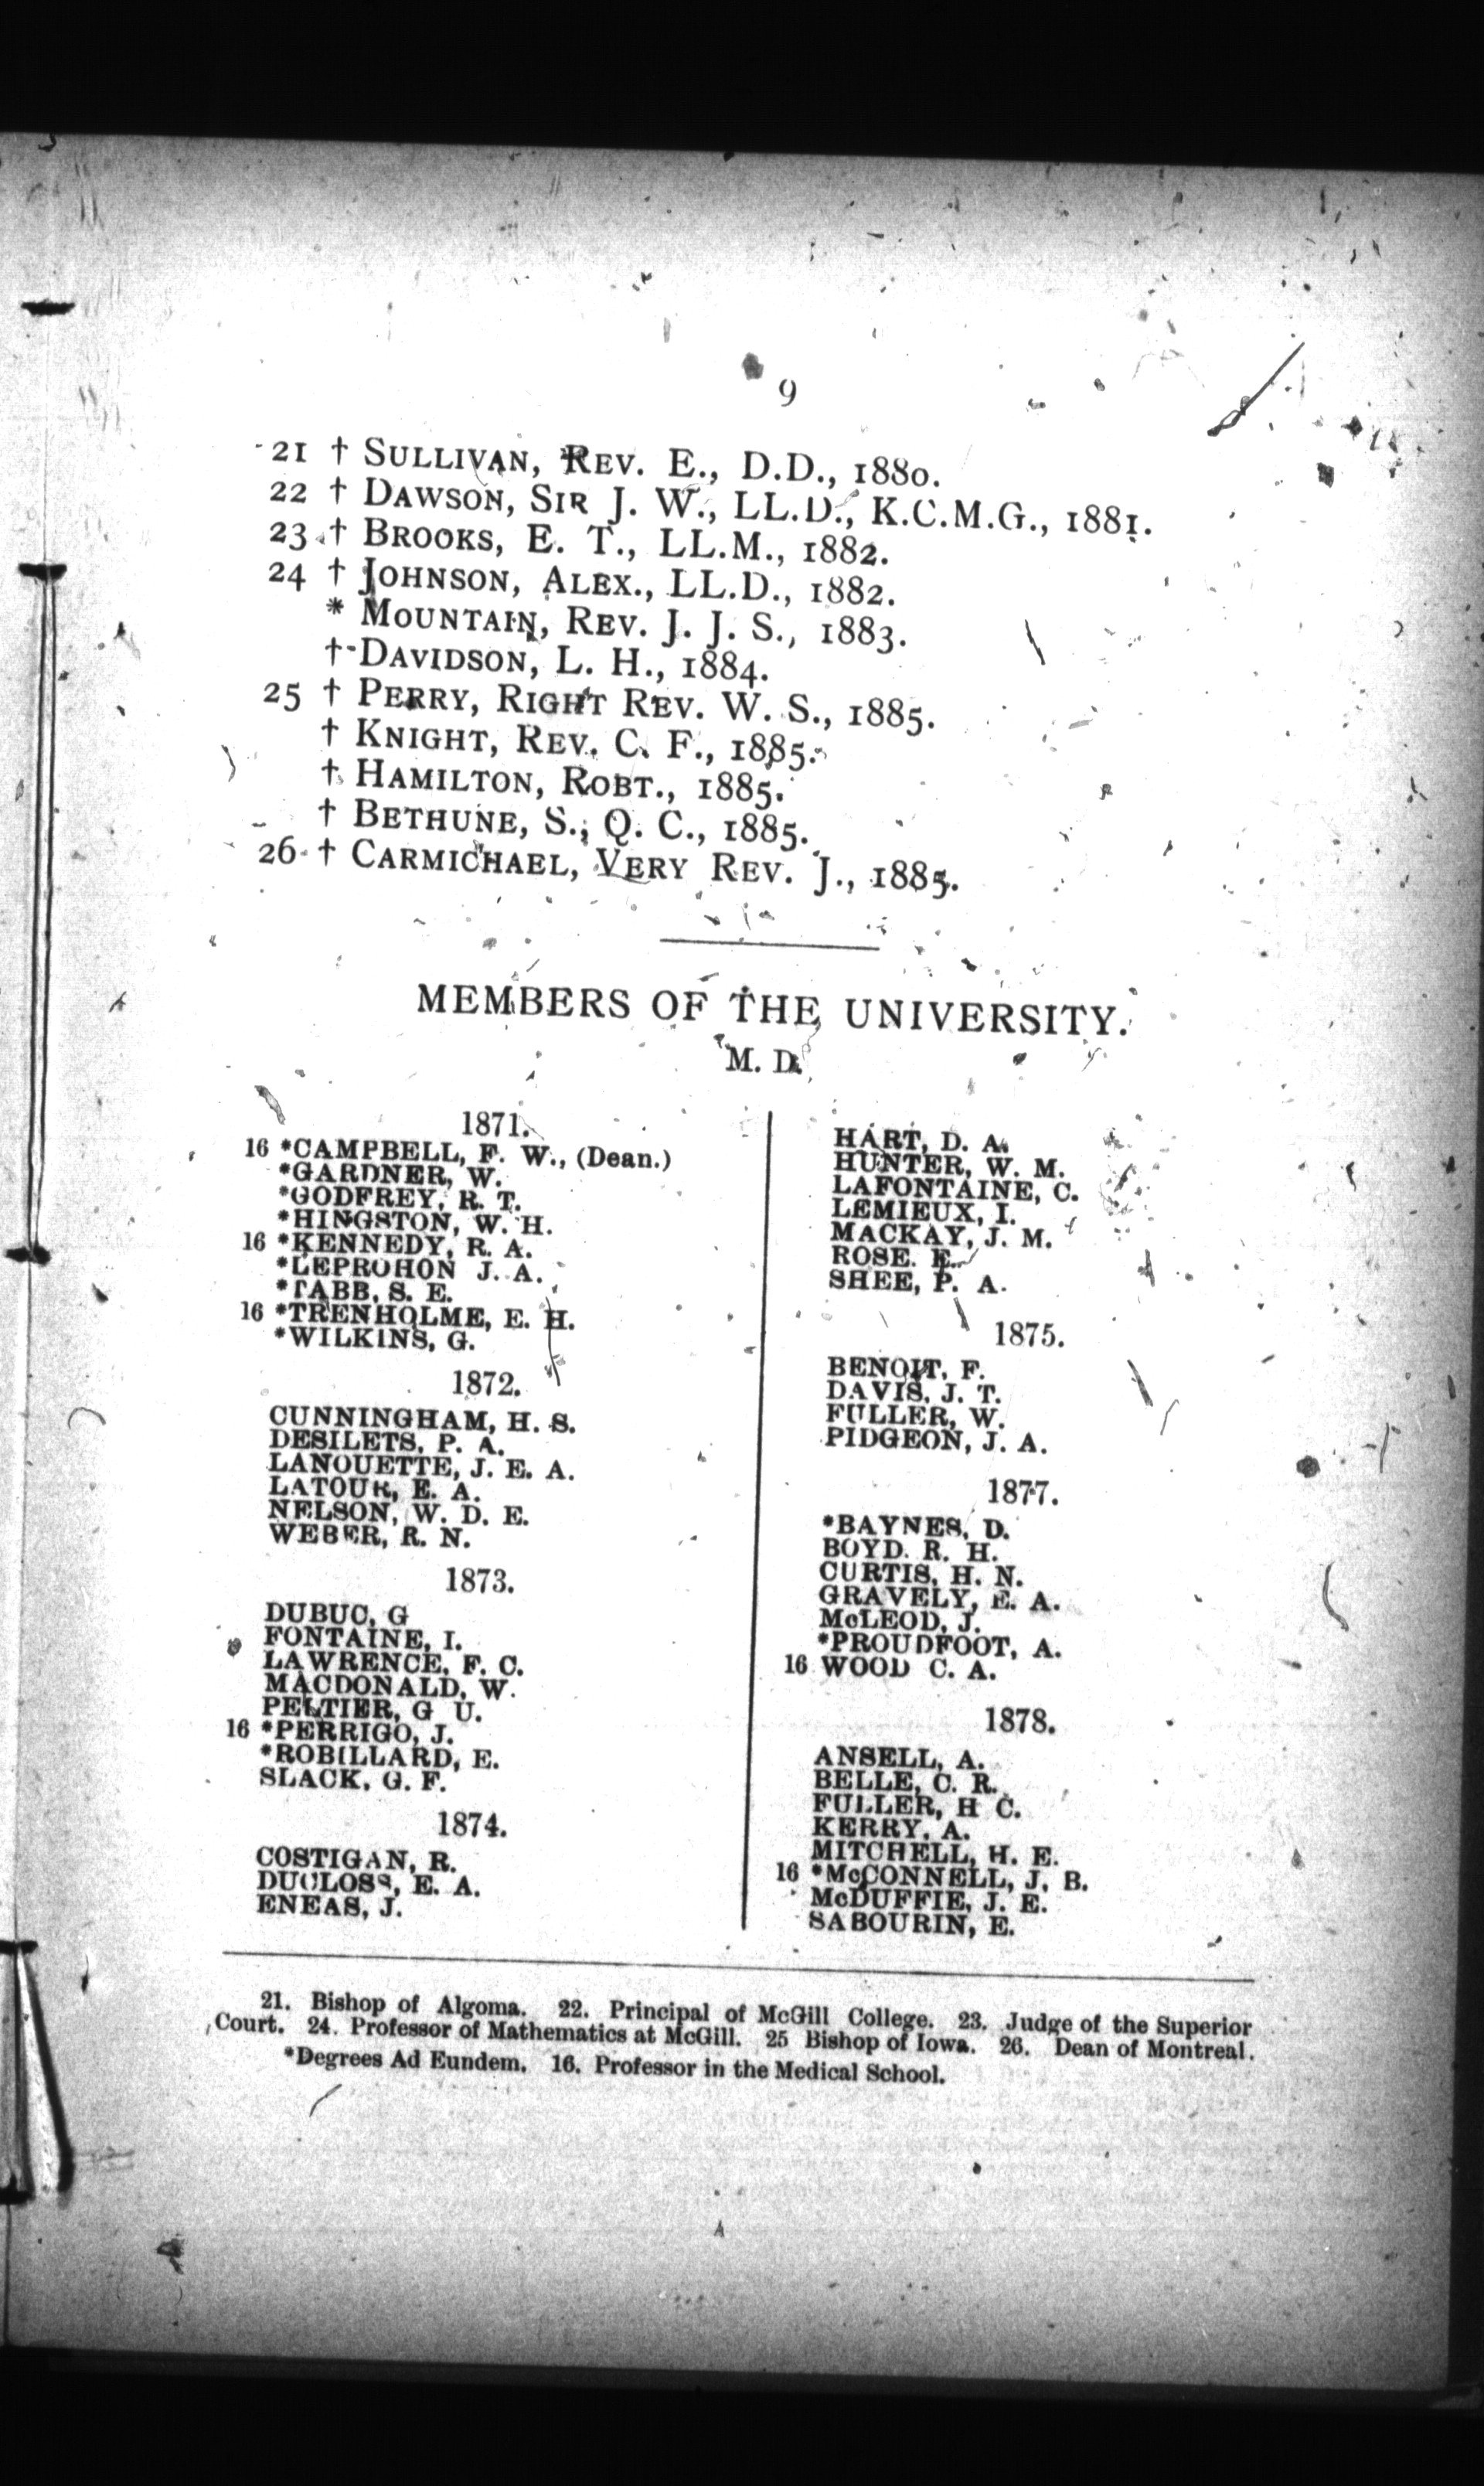 9
21 † SULLIVAN, REV. E., D.D., 1880.
22 † DAWSON, SIR J. W., LL.D., K.C.M.G., 1881.
23 † BROOKS, E. T., LL.M., 1882.
24 † JOHNSON, ALEX., LL.D., 1882.
* MOUNTAIN, REV. J. J. S., 1883.
† DAVIDSON, L. H., 1884.
25 † PERRY, RIGHT REV. W. S., 1885.
† KNIGHT, REV. C. F., 1885.
† HAMILTON, ROBT., 1885.
† BETHUNE, S., Q. C., 1885.
26 † CARMICHAEL, VERY REV. J., 1885.
MEMBERS OF THE UNIVERSITY.
M. D.
1871.
16 *CAMPBELL, F. W., (Dean.)
*GARDNER, W.
*GODFREY, R. T.
*HINGSTON, W. H.
16 *KENNEDY, R. A.
*LEPROHON J. A.
*TABB, S. E.
16 *TRENHOLME, E. H.
*WILKINS, G.
1872.
CUNNINGHAM, H. S.
DESILETS, P. A.
LANOUETTE, J. E. A.
LATOUR, E. A.
NELSON, W. D. E.
WEBER, R. N.
1873.
DUBUC, G
FONTAINE, I.
LAWRENCE, F. C.
MACDONALD, W.
PELTIER, G U.
16 *PERRIGO, J.
*ROBILLARD, E.
SLACK, G. F.
1874.
COSTIGAN, R.
DUCLOSS, E. A.
ENEAS, J.
HART, D. A.
HUNTER, W. M.
LAFONTAINE, C.
LEMIEUX, I.
MACKAY, J. M.
ROSE. E.
SHEE, P. A.
1875.
BENOIT, F.
DAVIS, J. T.
FULLER, W.
PIDGEON, J. A.
1877.
*BAYNES, D.
BOYD. R. H.
CURTIS, H. N.
GRAVELY, E. A.
McLEOD, J.
*PROUDFOOT, A.
16 WOOD C. A.
1878.
ANSELL, A.
BELLE, C. R.
FULLER, H C.
KERRY, A.
MITCHELL, H. E.
16 *McCONNELL, J. B.
McDUFFIE, J. E.
SABOURIN, E.
21. Bishop of Algoma. 22. Principal of McGill College. 23. Judge of the Superior
Court. 24. Professor of Mathematics at McGill. 25 Bishop of Iowa. 26. Dean of Montreal.
*Degrees Ad Eundem. 16. Professor in the Medical School.